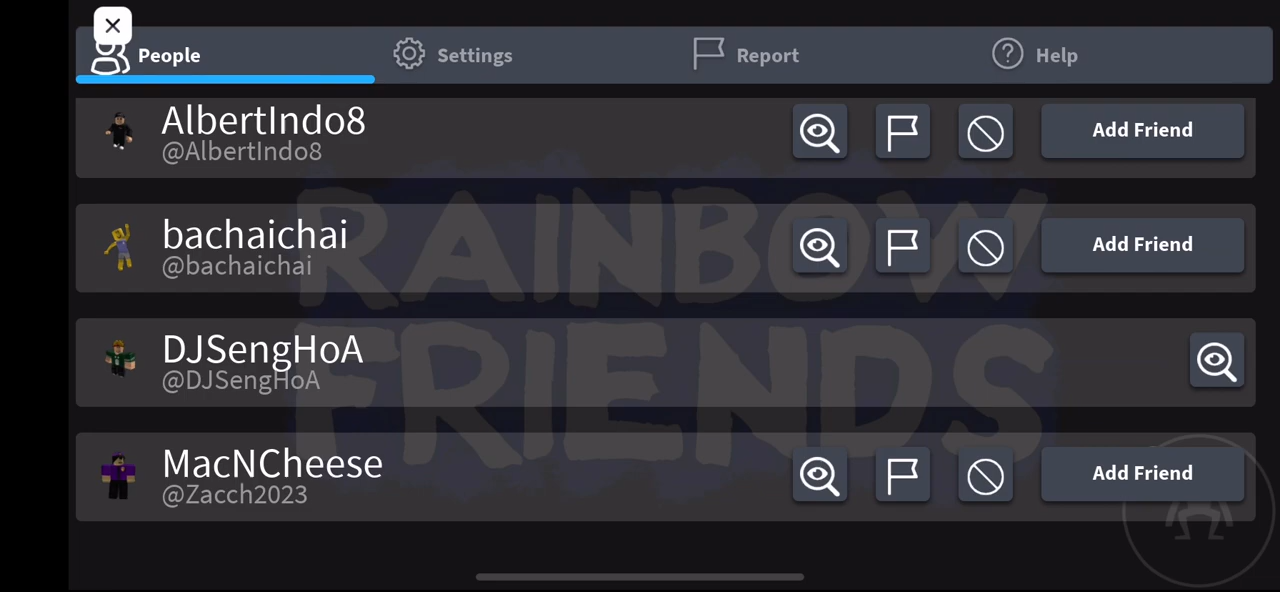 People
Settings
Report
Help
AlbertIndo8
@AlbertIndo8
Add Friend
bachaichai
@bachaichai
Add Friend
DJSengHoA
@DJSengHoA
MacNCheese
@Zacch2023
Add Friend
RAINBOW
FRIENDS